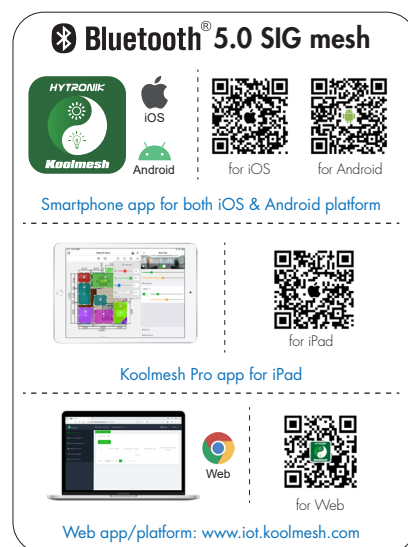 Bluetooth® 5.0 SIG mesh
HYTRONIK
Koolmesh
iOS
Android
for iOS
for Android
Smartphone app for both iOS & Android platform
for iPad
Koolmesh Pro app for iPad
Web
for Web
Web app/platform: www.iot.koolmesh.com